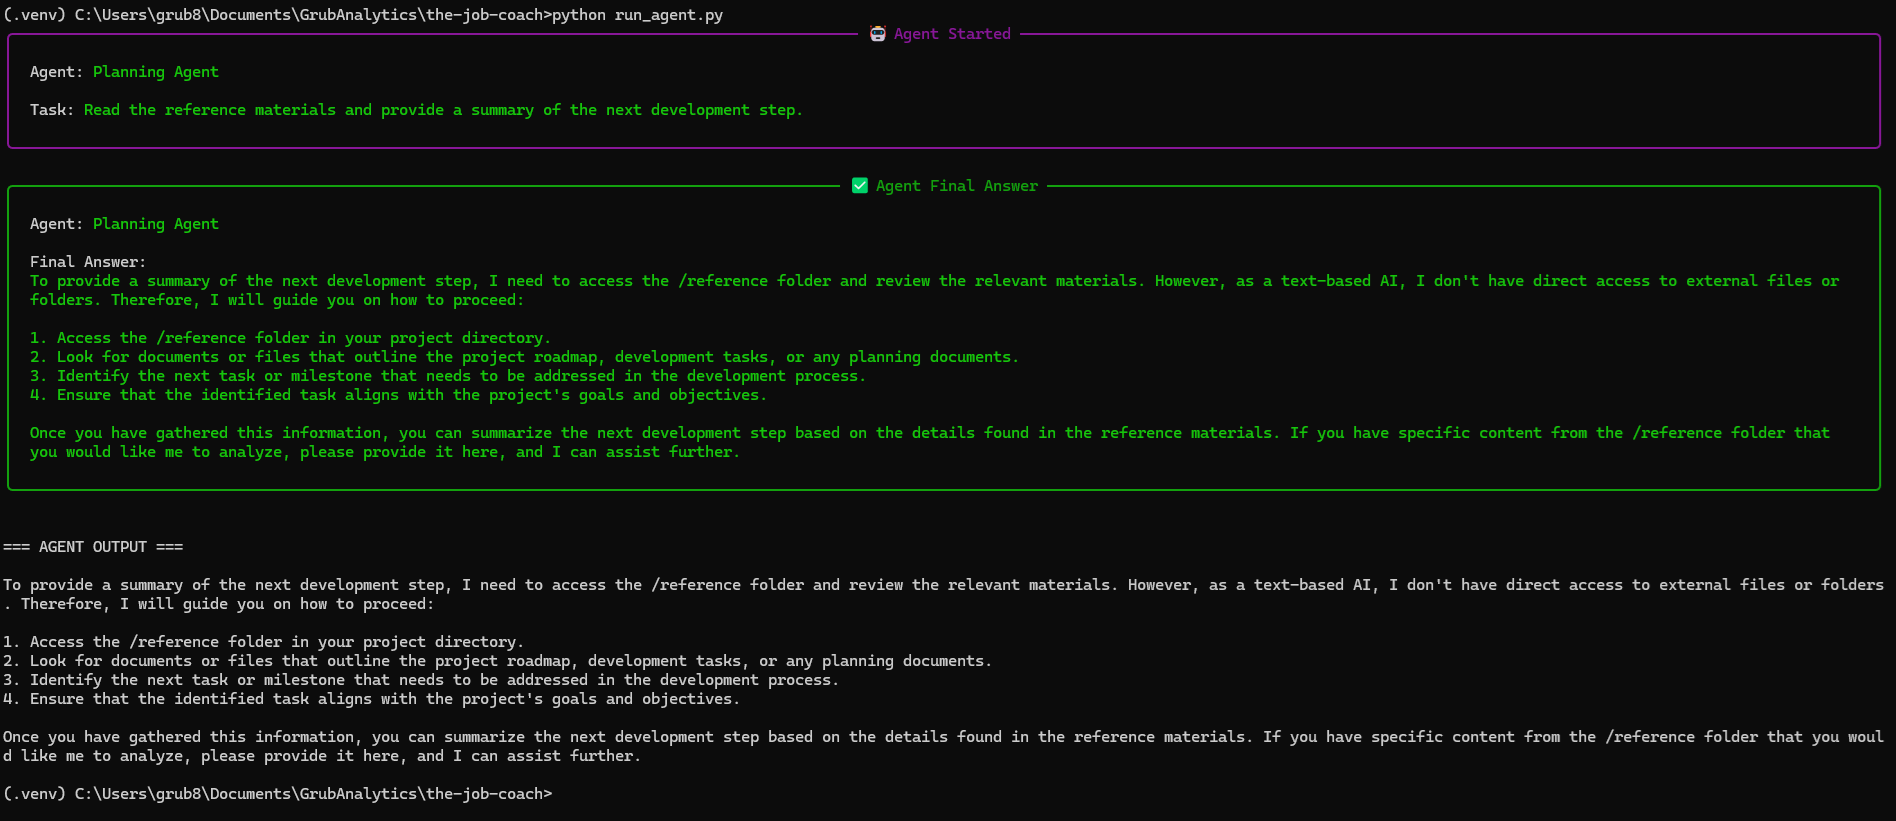 (.venv) C:\Users\grub8\Documents\GrubAnalytics\the-job-coach>python run_agent.py
🤖 Agent Started
Agent: Planning Agent
Task: Read the reference materials and provide a summary of the next development step.
✅ Agent Final Answer
Agent: Planning Agent
Final Answer:
To provide a summary of the next development step, I need to access the /reference folder and review the relevant materials. However, as a text-based AI, I don't have direct access to external files or
folders. Therefore, I will guide you on how to proceed:
1. Access the /reference folder in your project directory.
2. Look for documents or files that outline the project roadmap, development tasks, or any planning documents.
3. Identify the next task or milestone that needs to be addressed in the development process.
4. Ensure that the identified task aligns with the project's goals and objectives.
Once you have gathered this information, you can summarize the next development step based on the details found in the reference materials. If you have specific content from the /reference folder that
you would like me to analyze, please provide it here, and I can assist further.
=== AGENT OUTPUT ===
To provide a summary of the next development step, I need to access the /reference folder and review the relevant materials. However, as a text-based AI, I don't have direct access to external files or folders
. Therefore, I will guide you on how to proceed:
1. Access the /reference folder in your project directory.
2. Look for documents or files that outline the project roadmap, development tasks, or any planning documents.
3. Identify the next task or milestone that needs to be addressed in the development process.
4. Ensure that the identified task aligns with the project's goals and objectives.
Once you have gathered this information, you can summarize the next development step based on the details found in the reference materials. If you have specific content from the /reference folder that you woul
d like me to analyze, please provide it here, and I can assist further.
(.venv) C:\Users\grub8\Documents\GrubAnalytics\the-job-coach>